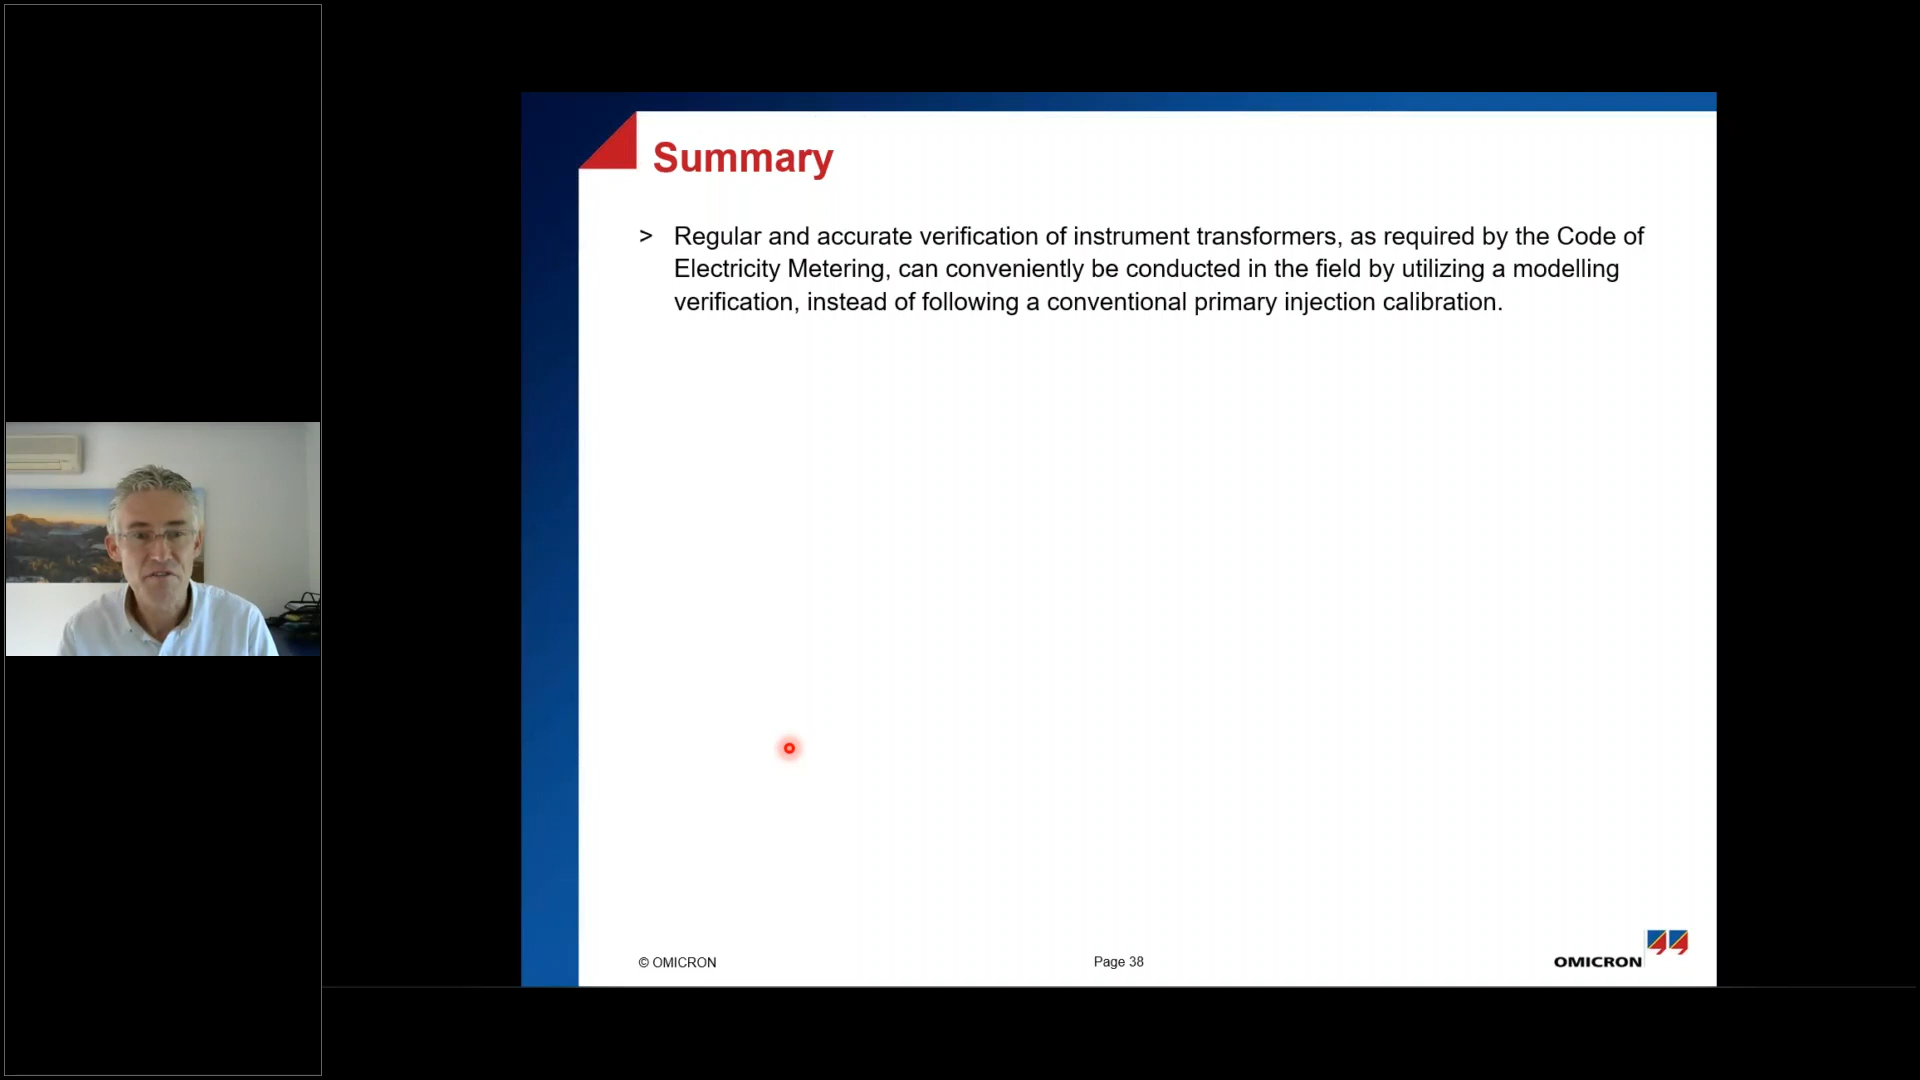 Summary
> Regular and accurate verification of instrument transformers, as required by the Code of
Electricity Metering, can conveniently be conducted in the field by utilizing a modelling
verification, instead of following a conventional primary injection calibration.
© OMICRON
Page 38
OMICRON